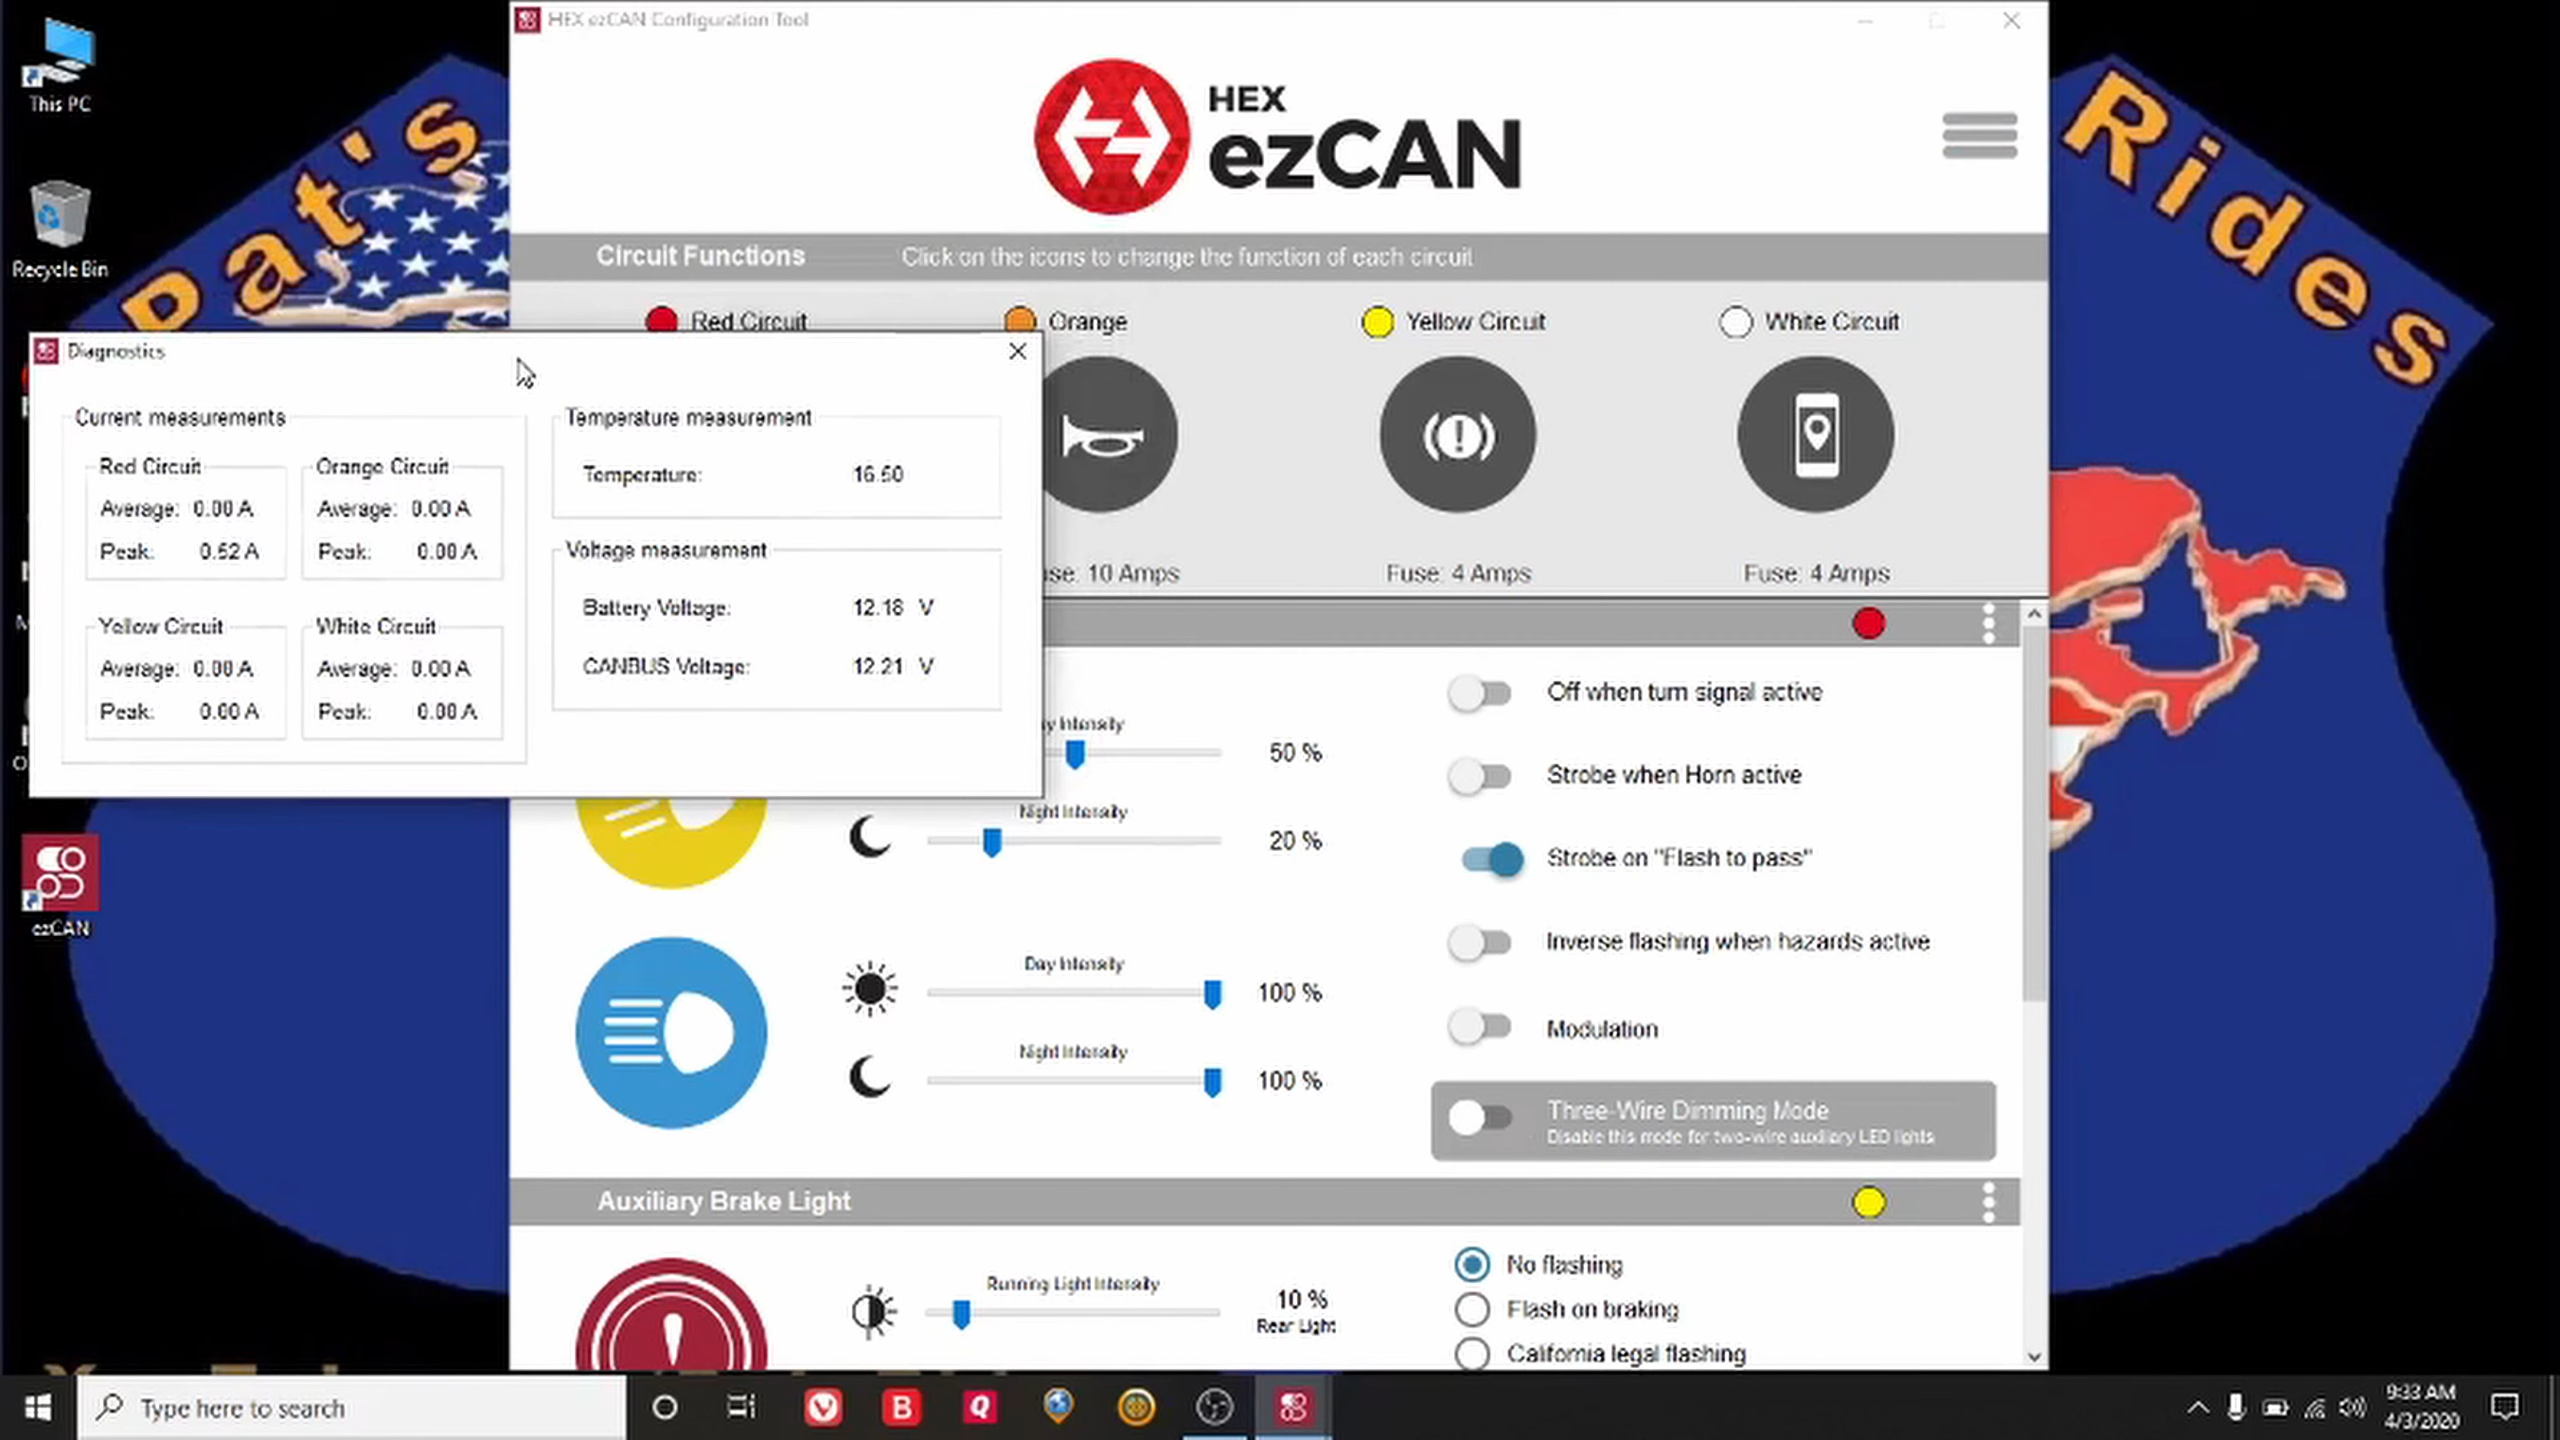 HEX ezCAN Configuration Tool
This PC
Recycle Bin
Pat's
Rides
HEX
ezCAN
Circuit Functions
Click on the icons to change the function of each circuit
Red Circuit
Orange
Yellow Circuit
White Circuit
se: 10 Amps
Fuse: 4 Amps
Fuse: 4 Amps
Diagnostics
Current measurements
Red Circuit
Average: 0.00 A
Peak: 0.52 A
Orange Circuit
Average: 0.00 A
Peak: 0.00 A
Yellow Circuit
Average: 0.00 A
Peak: 0.00 A
White Circuit
Average: 0.00 A
Peak: 0.00 A
Temperature measurement
Temperature: 16.50
Voltage measurement
Battery Voltage: 12.18 V
CANBUS Voltage: 12.21 V
y Intensity
50 %
Night Intensity
20 %
Day Intensity
100 %
Night Intensity
100 %
Off when turn signal active
Strobe when Horn active
Strobe on "Flash to pass"
Inverse flashing when hazards active
Modulation
Three-Wire Dimming Mode
Disable this mode for two-wire auxiliary LED lights
ezCAN
Auxiliary Brake Light
Running Light Intensity
10 %
Rear Light
No flashing
Flash on braking
California legal flashing
Type here to search
9:33 AM
4/3/2020